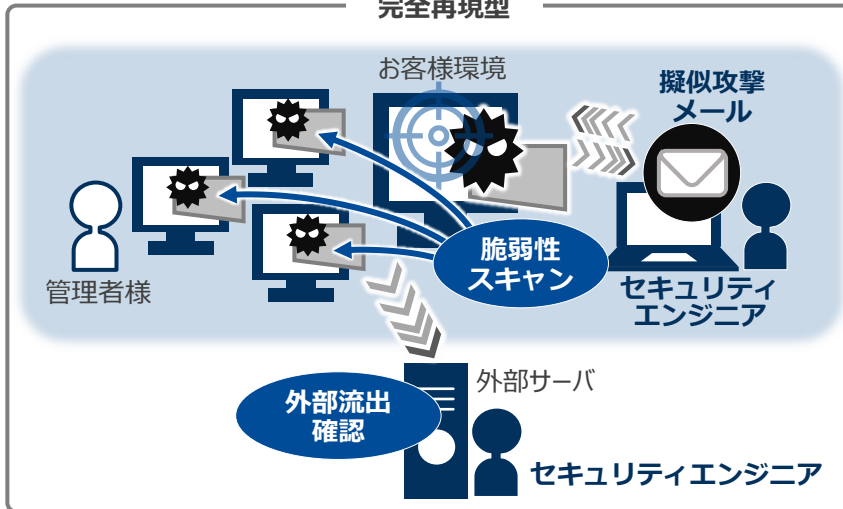 完全再現型
お客様環境
擬似攻撃
メール
脆弱性
スキャン
管理者様
セキュリティ
エンジニア
外部サーバ
外部流出
確認
セキュリティエンジニア